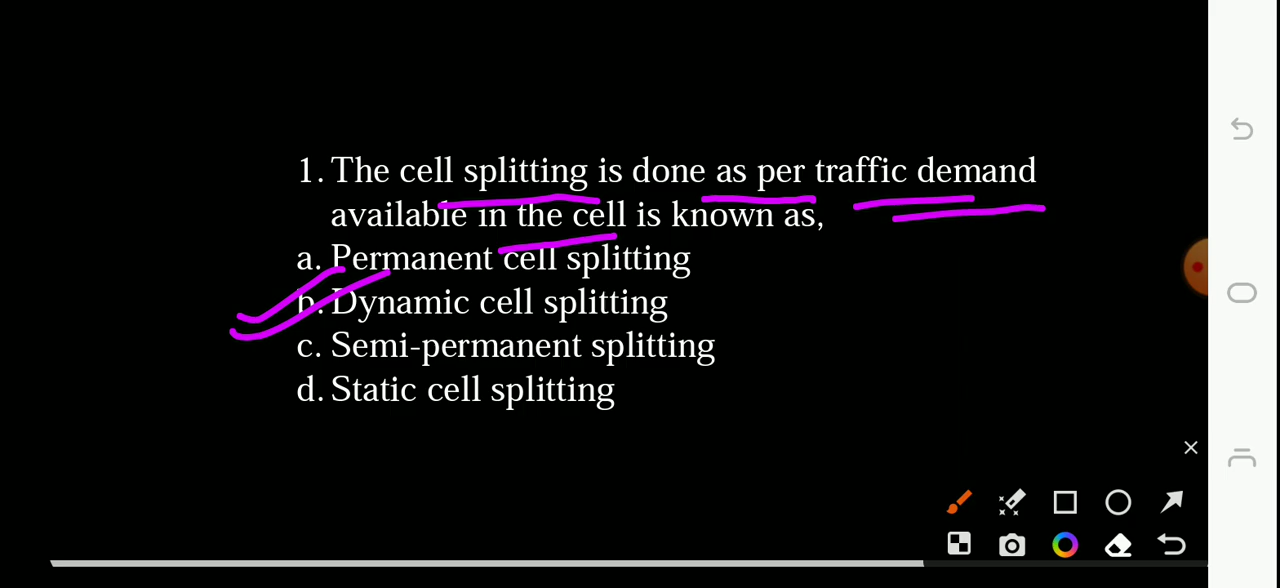 1. The cell splitting is done as per traffic demand
available in the cell is known as,
a. Permanent cell splitting
b. Dynamic cell splitting
c. Semi-permanent splitting
d. Static cell splitting